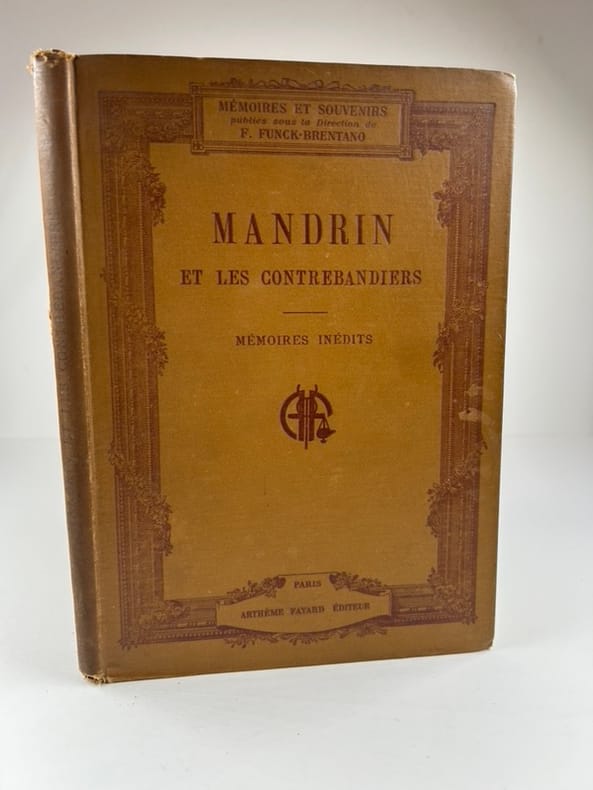 MÉMOIRES ET SOUVENIRS
publiés sous la Direction de
F. FUNCK-BRENTANO
MANDRIN
ET LES CONTREBANDIERS
MÉMOIRES INÉDITS
PARIS
ARTHÈME FAYARD ÉDITEUR